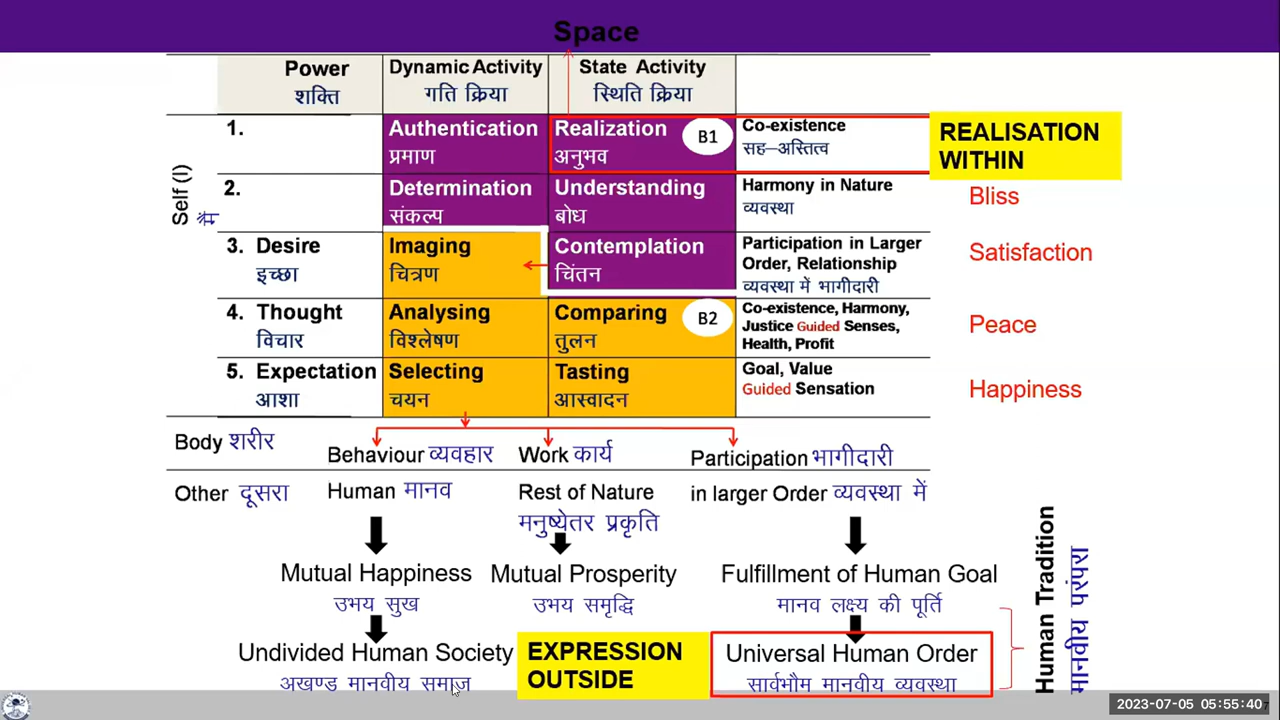 Space
Power Dynamic Activity State Activity
शक्ति गति क्रिया स्थिति क्रिया
1. Authentication Realization B1 Co-existence
प्रमाण अनुभव सह–अस्तित्व
REALISATION
WITHIN
2. Determination Understanding Harmony in Nature Bliss
संकल्प बोध व्यवस्था
Self (I)
मैं
3. Desire Imaging Contemplation Participation in Larger
Order, Relationship
इच्छा चित्रण चिंतन व्यवस्था में भागीदारी
Satisfaction
4. Thought Analysing Comparing B2 Co-existence, Harmony,
Justice Guided Senses,
विचार विश्लेषण तुलन Health, Profit
Peace
5. Expectation Selecting Tasting Goal, Value
आशा चयन आस्वादन Guided Sensation
Happiness
Body शरीर Behaviour व्यवहार Work कार्य Participation भागीदारी
Other दूसरा Human मानव Rest of Nature in larger Order व्यवस्था में
मनुष्येतर प्रकृति
Mutual Happiness Mutual Prosperity Fulfillment of Human Goal
उभय सुख उभय समृद्धि मानव लक्ष्य की पूर्ति
Undivided Human Society EXPRESSION Universal Human Order
अखण्ड मानवीय समाज OUTSIDE सार्वभौम मानवीय व्यवस्था
Human Tradition
मानवीय परंपरा
2023-07-05 05:55:40
7